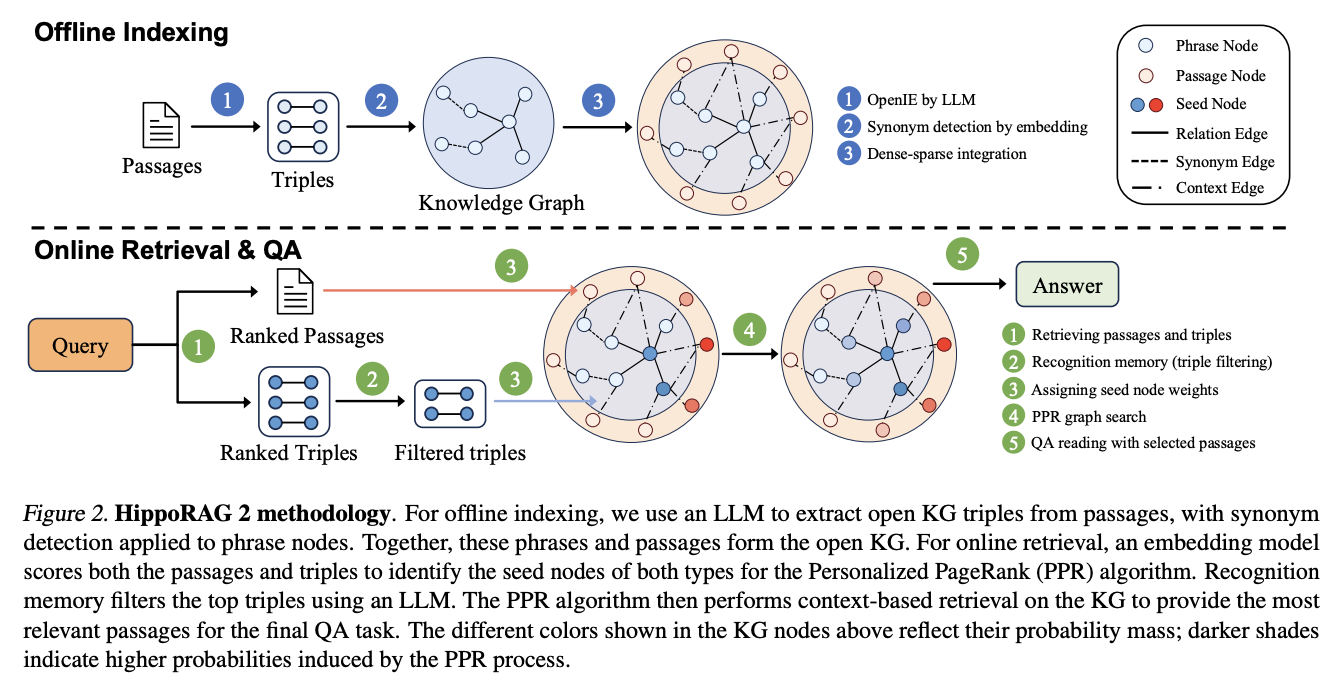 Offline Indexing
1
2
3
Passages
Triples
Knowledge Graph
1 OpenIE by LLM
2 Synonym detection by embedding
3 Dense-sparse integration
Phrase Node
Passage Node
Seed Node
Relation Edge
Synonym Edge
Context Edge
Online Retrieval & QA
Query
1
Ranked Passages
3
Ranked Triples
2
Filtered triples
3
4
5
Answer
1 Retrieving passages and triples
2 Recognition memory (triple filtering)
3 Assigning seed node weights
4 PPR graph search
5 QA reading with selected passages
Figure 2. HippoRAG 2 methodology. For offline indexing, we use an LLM to extract open KG triples from passages, with synonym
detection applied to phrase nodes. Together, these phrases and passages form the open KG. For online retrieval, an embedding model
scores both the passages and triples to identify the seed nodes of both types for the Personalized PageRank (PPR) algorithm. Recognition
memory filters the top triples using an LLM. The PPR algorithm then performs context-based retrieval on the KG to provide the most
relevant passages for the final QA task. The different colors shown in the KG nodes above reflect their probability mass; darker shades
indicate higher probabilities induced by the PPR process.